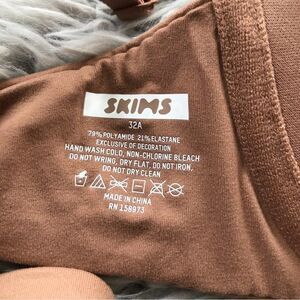 SKIMS
32A
79% POLYAMIDE 21% ELASTANE
EXCLUSIVE OF DECORATION
HAND WASH COLD, NON-CHLORINE BLEACH
DO NOT WRING, DRY FLAT, DO NOT IRON,
DO NOT DRY CLEAN
MADE IN CHINA
RN 158973